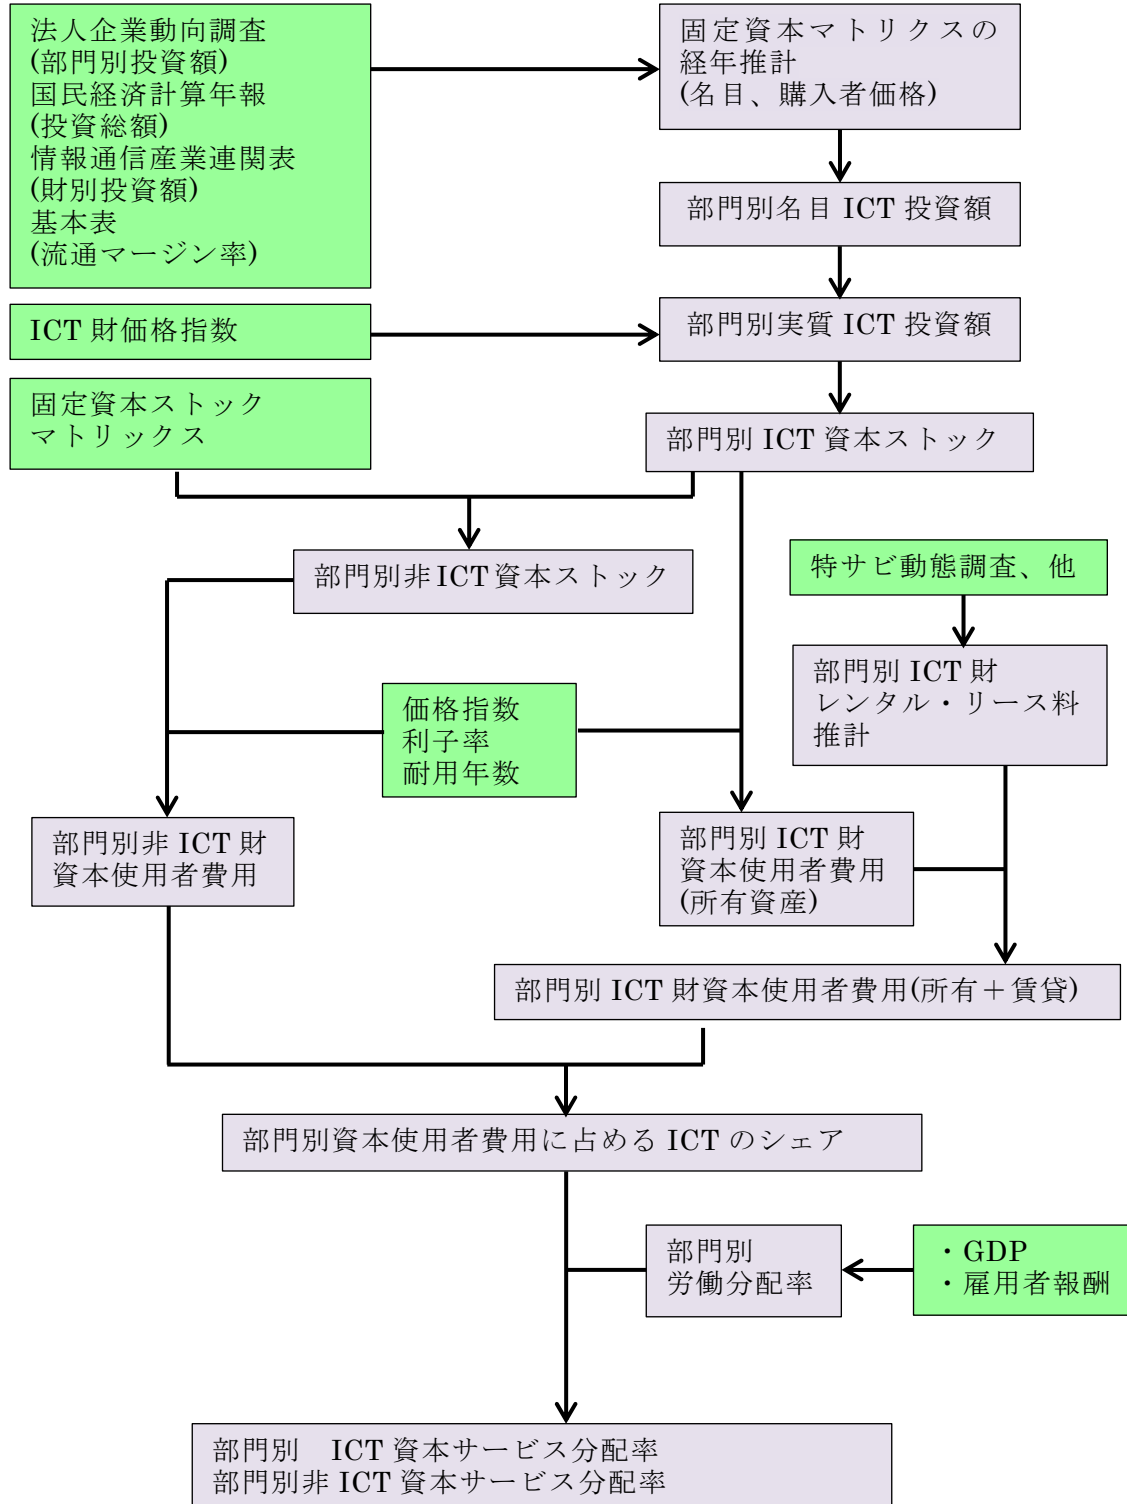 法人企業動向調査
(部門別投資額)
国民経済計算年報
(投資総額)
情報通信産業連関表
(財別投資額)
基本表
(流通マージン率)
固定資本マトリクスの
経年推計
(名目、購入者価格)
部門別名目 ICT 投資額
ICT 財価格指数
部門別実質 ICT 投資額
固定資本ストック
マトリックス
部門別 ICT 資本ストック
部門別非 ICT 資本ストック
特サビ動態調査、他
部門別 ICT 財
レンタル・リース料
推計
価格指数
利子率
耐用年数
部門別非 ICT 財
資本使用者費用
部門別 ICT 財
資本使用者費用
(所有資産)
部門別 ICT 財資本使用者費用(所有＋賃貸)
部門別資本使用者費用に占める ICT のシェア
部門別
労働分配率
・GDP
・雇用者報酬
部門別　ICT 資本サービス分配率
部門別非 ICT 資本サービス分配率